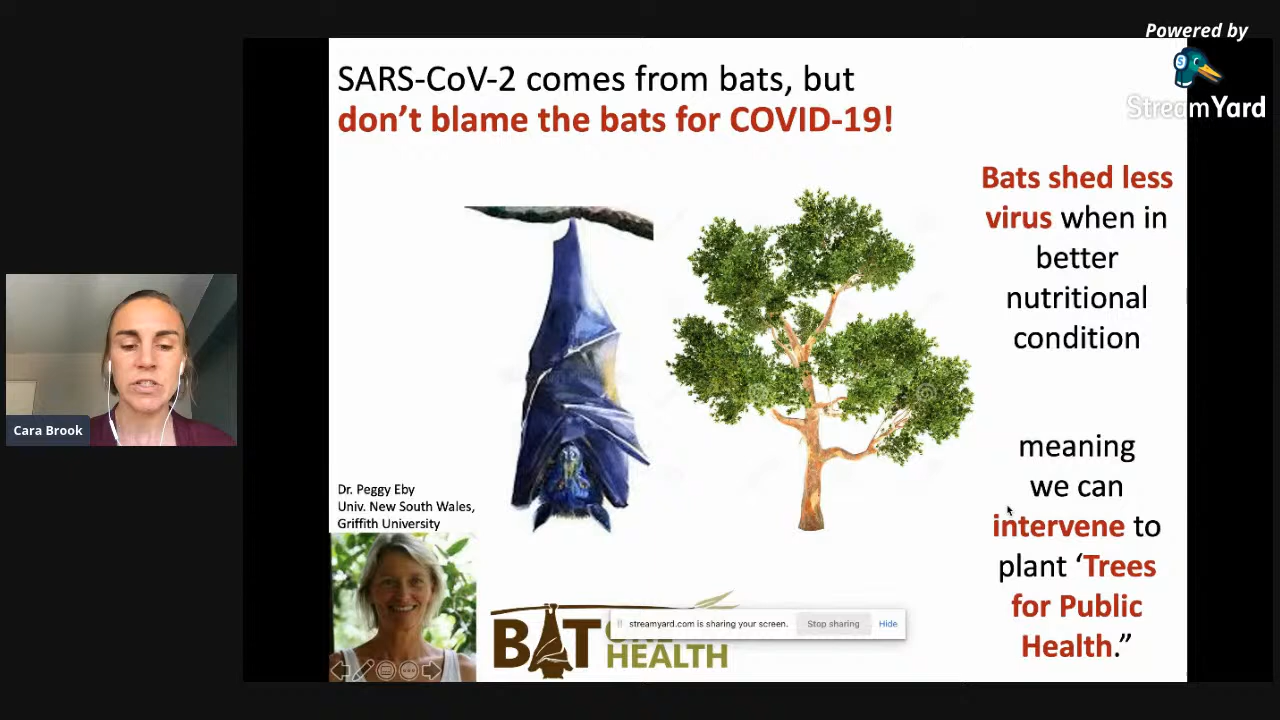 Powered by
StreamYard
SARS-CoV-2 comes from bats, but
don’t blame the bats for COVID-19!
Bats shed less
virus when in
better
nutritional
condition
meaning
we can
intervene to
plant ‘Trees
for Public
Health.”
Cara Brook
Dr. Peggy Eby
Univ. New South Wales,
Griffith University
BAT
HEALTH
streamyard.com is sharing your screen.
Stop sharing
Hide